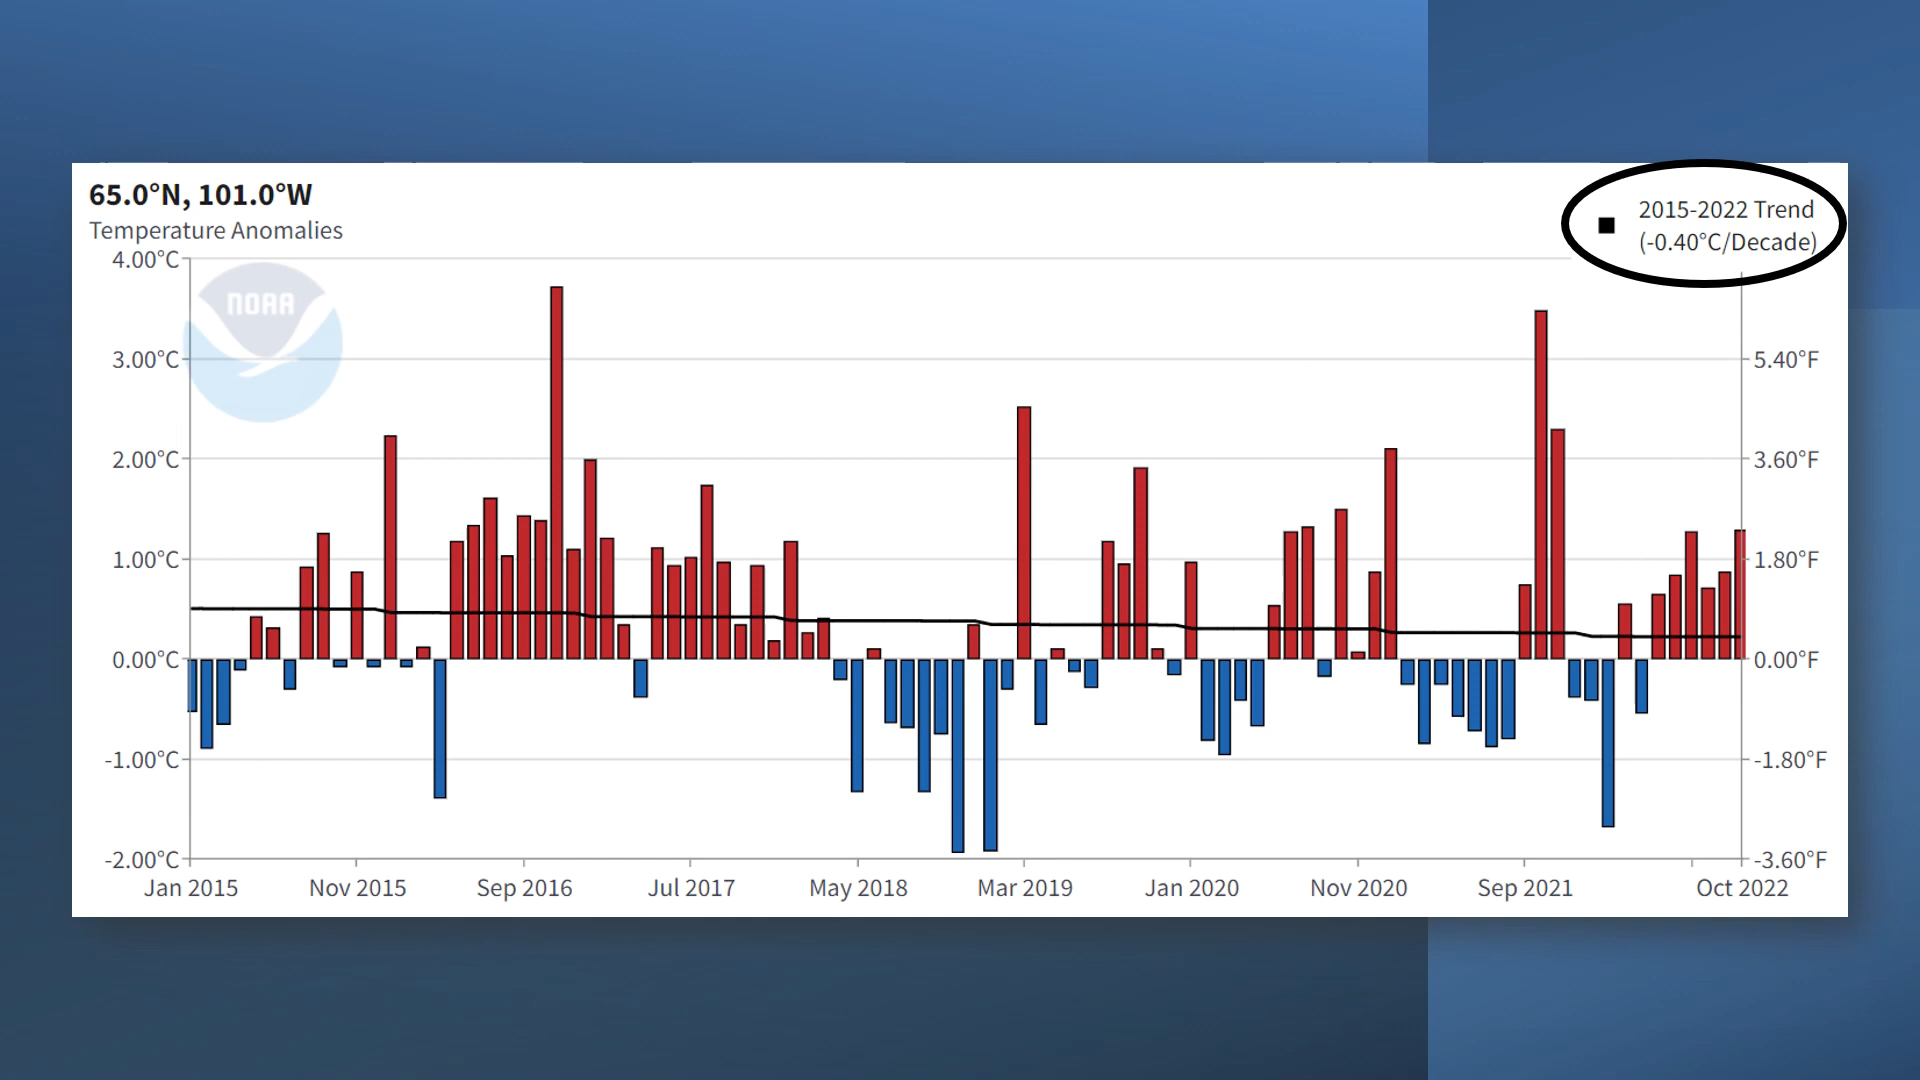 65.0°N, 101.0°W
Temperature Anomalies
2015-2022 Trend
(-0.40°C/Decade)
NOAA
4.00°C
3.00°C
2.00°C
1.00°C
0.00°C
-1.00°C
-2.00°C
5.40°F
3.60°F
1.80°F
0.00°F
-1.80°F
-3.60°F
Jan 2015 Nov 2015 Sep 2016 Jul 2017 May 2018 Mar 2019 Jan 2020 Nov 2020 Sep 2021 Oct 2022